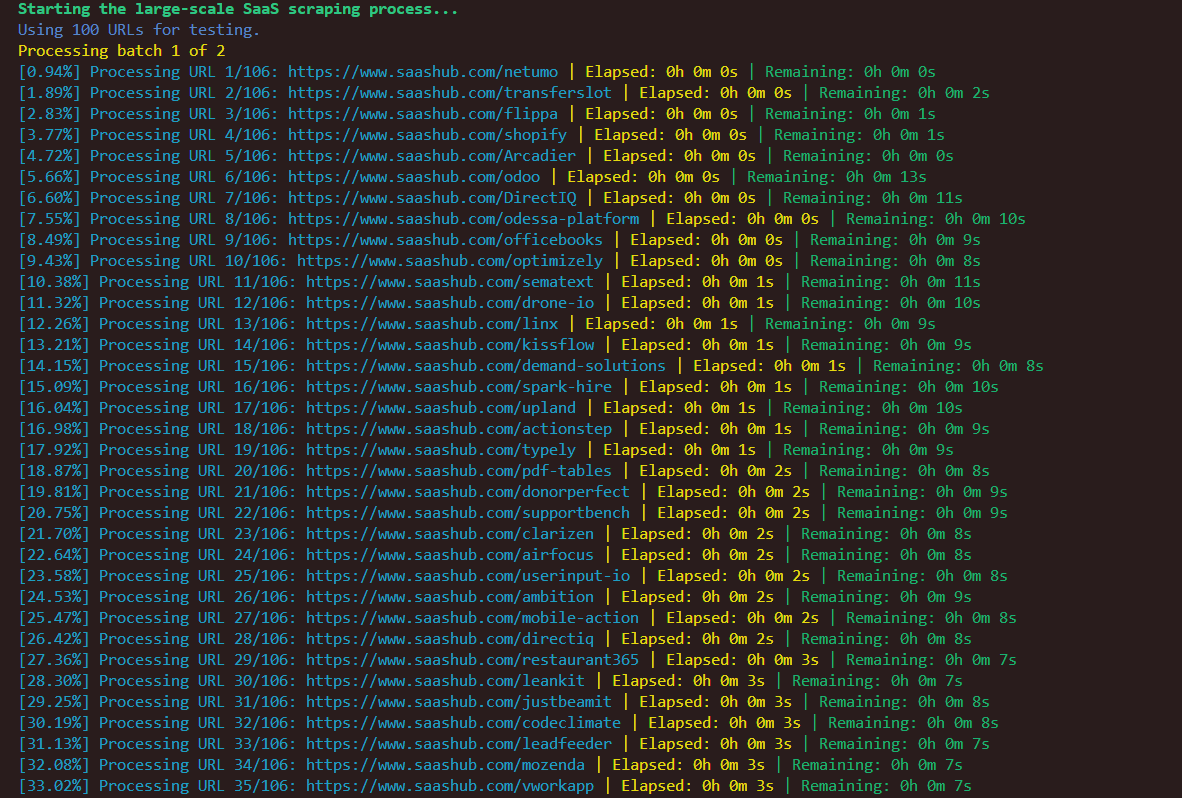 Starting the large-scale SaaS scraping process...
Using 100 URLs for testing.
Processing batch 1 of 2
[0.94%] Processing URL 1/106: https://www.saashub.com/netumo | Elapsed: 0h 0m 0s | Remaining: 0h 0m 0s
[1.89%] Processing URL 2/106: https://www.saashub.com/transferslot | Elapsed: 0h 0m 0s | Remaining: 0h 0m 2s
[2.83%] Processing URL 3/106: https://www.saashub.com/flippa | Elapsed: 0h 0m 0s | Remaining: 0h 0m 1s
[3.77%] Processing URL 4/106: https://www.saashub.com/shopify | Elapsed: 0h 0m 0s | Remaining: 0h 0m 1s
[4.72%] Processing URL 5/106: https://www.saashub.com/Arcadier | Elapsed: 0h 0m 0s | Remaining: 0h 0m 0s
[5.66%] Processing URL 6/106: https://www.saashub.com/odoo | Elapsed: 0h 0m 0s | Remaining: 0h 0m 13s
[6.60%] Processing URL 7/106: https://www.saashub.com/DirectIQ | Elapsed: 0h 0m 0s | Remaining: 0h 0m 11s
[7.55%] Processing URL 8/106: https://www.saashub.com/odessa-platform | Elapsed: 0h 0m 0s | Remaining: 0h 0m 10s
[8.49%] Processing URL 9/106: https://www.saashub.com/officebooks | Elapsed: 0h 0m 0s | Remaining: 0h 0m 9s
[9.43%] Processing URL 10/106: https://www.saashub.com/optimizely | Elapsed: 0h 0m 0s | Remaining: 0h 0m 8s
[10.38%] Processing URL 11/106: https://www.saashub.com/sematext | Elapsed: 0h 0m 1s | Remaining: 0h 0m 11s
[11.32%] Processing URL 12/106: https://www.saashub.com/drone-io | Elapsed: 0h 0m 1s | Remaining: 0h 0m 10s
[12.26%] Processing URL 13/106: https://www.saashub.com/linx | Elapsed: 0h 0m 1s | Remaining: 0h 0m 9s
[13.21%] Processing URL 14/106: https://www.saashub.com/kissflow | Elapsed: 0h 0m 1s | Remaining: 0h 0m 9s
[14.15%] Processing URL 15/106: https://www.saashub.com/demand-solutions | Elapsed: 0h 0m 1s | Remaining: 0h 0m 8s
[15.09%] Processing URL 16/106: https://www.saashub.com/spark-hire | Elapsed: 0h 0m 1s | Remaining: 0h 0m 10s
[16.04%] Processing URL 17/106: https://www.saashub.com/upland | Elapsed: 0h 0m 1s | Remaining: 0h 0m 10s
[16.98%] Processing URL 18/106: https://www.saashub.com/actionstep | Elapsed: 0h 0m 1s | Remaining: 0h 0m 9s
[17.92%] Processing URL 19/106: https://www.saashub.com/typely | Elapsed: 0h 0m 1s | Remaining: 0h 0m 9s
[18.87%] Processing URL 20/106: https://www.saashub.com/pdf-tables | Elapsed: 0h 0m 2s | Remaining: 0h 0m 8s
[19.81%] Processing URL 21/106: https://www.saashub.com/donorperfect | Elapsed: 0h 0m 2s | Remaining: 0h 0m 9s
[20.75%] Processing URL 22/106: https://www.saashub.com/supportbench | Elapsed: 0h 0m 2s | Remaining: 0h 0m 9s
[21.70%] Processing URL 23/106: https://www.saashub.com/clarizen | Elapsed: 0h 0m 2s | Remaining: 0h 0m 8s
[22.64%] Processing URL 24/106: https://www.saashub.com/airfocus | Elapsed: 0h 0m 2s | Remaining: 0h 0m 8s
[23.58%] Processing URL 25/106: https://www.saashub.com/userinput-io | Elapsed: 0h 0m 2s | Remaining: 0h 0m 8s
[24.53%] Processing URL 26/106: https://www.saashub.com/ambition | Elapsed: 0h 0m 2s | Remaining: 0h 0m 9s
[25.47%] Processing URL 27/106: https://www.saashub.com/mobile-action | Elapsed: 0h 0m 2s | Remaining: 0h 0m 8s
[26.42%] Processing URL 28/106: https://www.saashub.com/directiq | Elapsed: 0h 0m 2s | Remaining: 0h 0m 8s
[27.36%] Processing URL 29/106: https://www.saashub.com/restaurant365 | Elapsed: 0h 0m 3s | Remaining: 0h 0m 7s
[28.30%] Processing URL 30/106: https://www.saashub.com/leankit | Elapsed: 0h 0m 3s | Remaining: 0h 0m 7s
[29.25%] Processing URL 31/106: https://www.saashub.com/justbeamit | Elapsed: 0h 0m 3s | Remaining: 0h 0m 8s
[30.19%] Processing URL 32/106: https://www.saashub.com/codeclimate | Elapsed: 0h 0m 3s | Remaining: 0h 0m 8s
[31.13%] Processing URL 33/106: https://www.saashub.com/leadfeeder | Elapsed: 0h 0m 3s | Remaining: 0h 0m 7s
[32.08%] Processing URL 34/106: https://www.saashub.com/mozenda | Elapsed: 0h 0m 3s | Remaining: 0h 0m 7s
[33.02%] Processing URL 35/106: https://www.saashub.com/vworkapp | Elapsed: 0h 0m 3s | Remaining: 0h 0m 7s